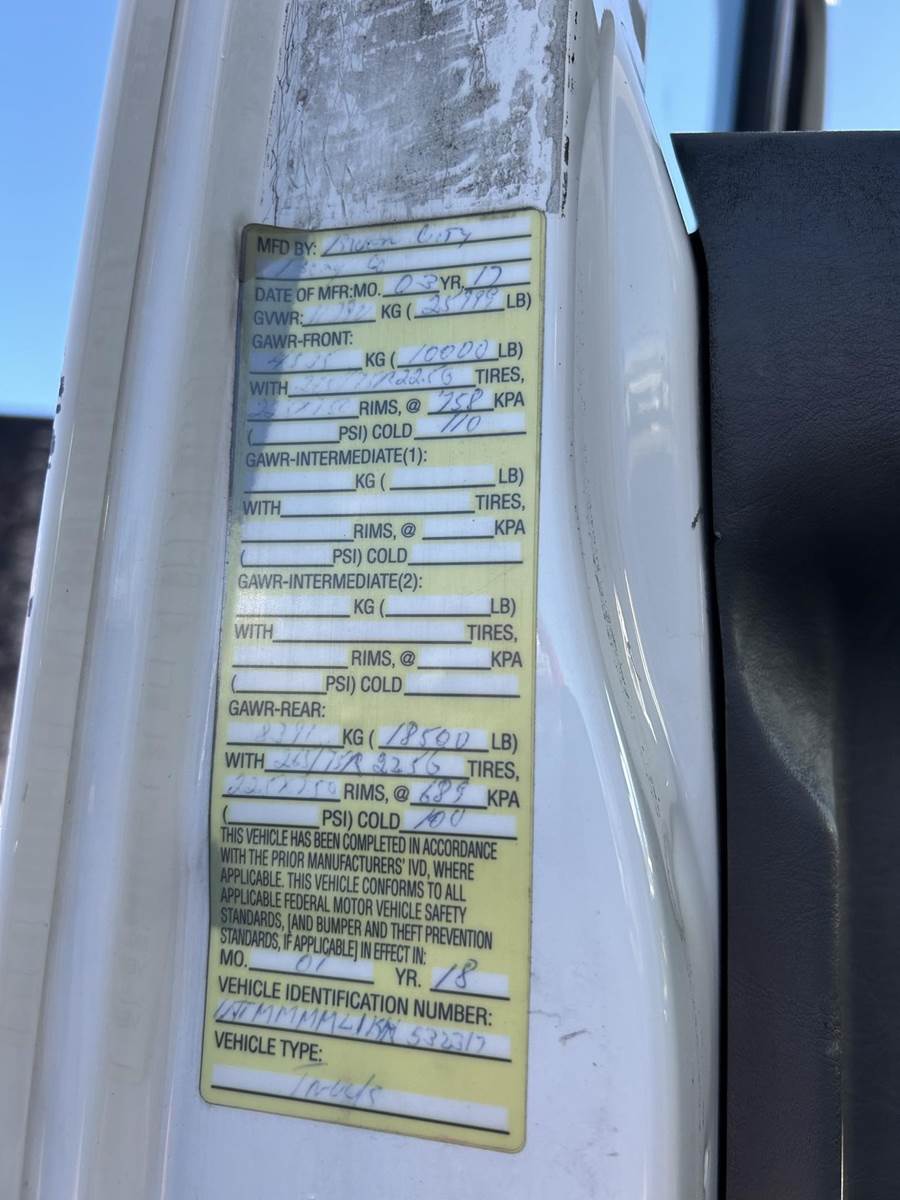 MFD BY: City
DATE OF MFR: MO. 03 YR. 17
GVWR: KG ( 25999 LB)
GAWR-FRONT:
4535 KG ( 10000 LB)
WITH TIRES,
RIMS, @ 758 KPA
( PSI) COLD 110
GAWR-INTERMEDIATE(1):
KG ( LB)
WITH TIRES,
RIMS, @ KPA
( PSI) COLD
GAWR-INTERMEDIATE(2):
KG ( LB)
WITH TIRES,
RIMS, @ KPA
( PSI) COLD
GAWR-REAR:
8391 KG ( 18500 LB)
WITH TIRES,
RIMS, @ 689 KPA
( PSI) COLD 100
THIS VEHICLE HAS BEEN COMPLETED IN ACCORDANCE
WITH THE PRIOR MANUFACTURERS' IVD, WHERE
APPLICABLE. THIS VEHICLE CONFORMS TO ALL
APPLICABLE FEDERAL MOTOR VEHICLE SAFETY
STANDARDS, [AND BUMPER AND THEFT PREVENTION
STANDARDS, IF APPLICABLE] IN EFFECT IN:
MO. 01 YR. 18
VEHICLE IDENTIFICATION NUMBER:
VEHICLE TYPE:
Truck